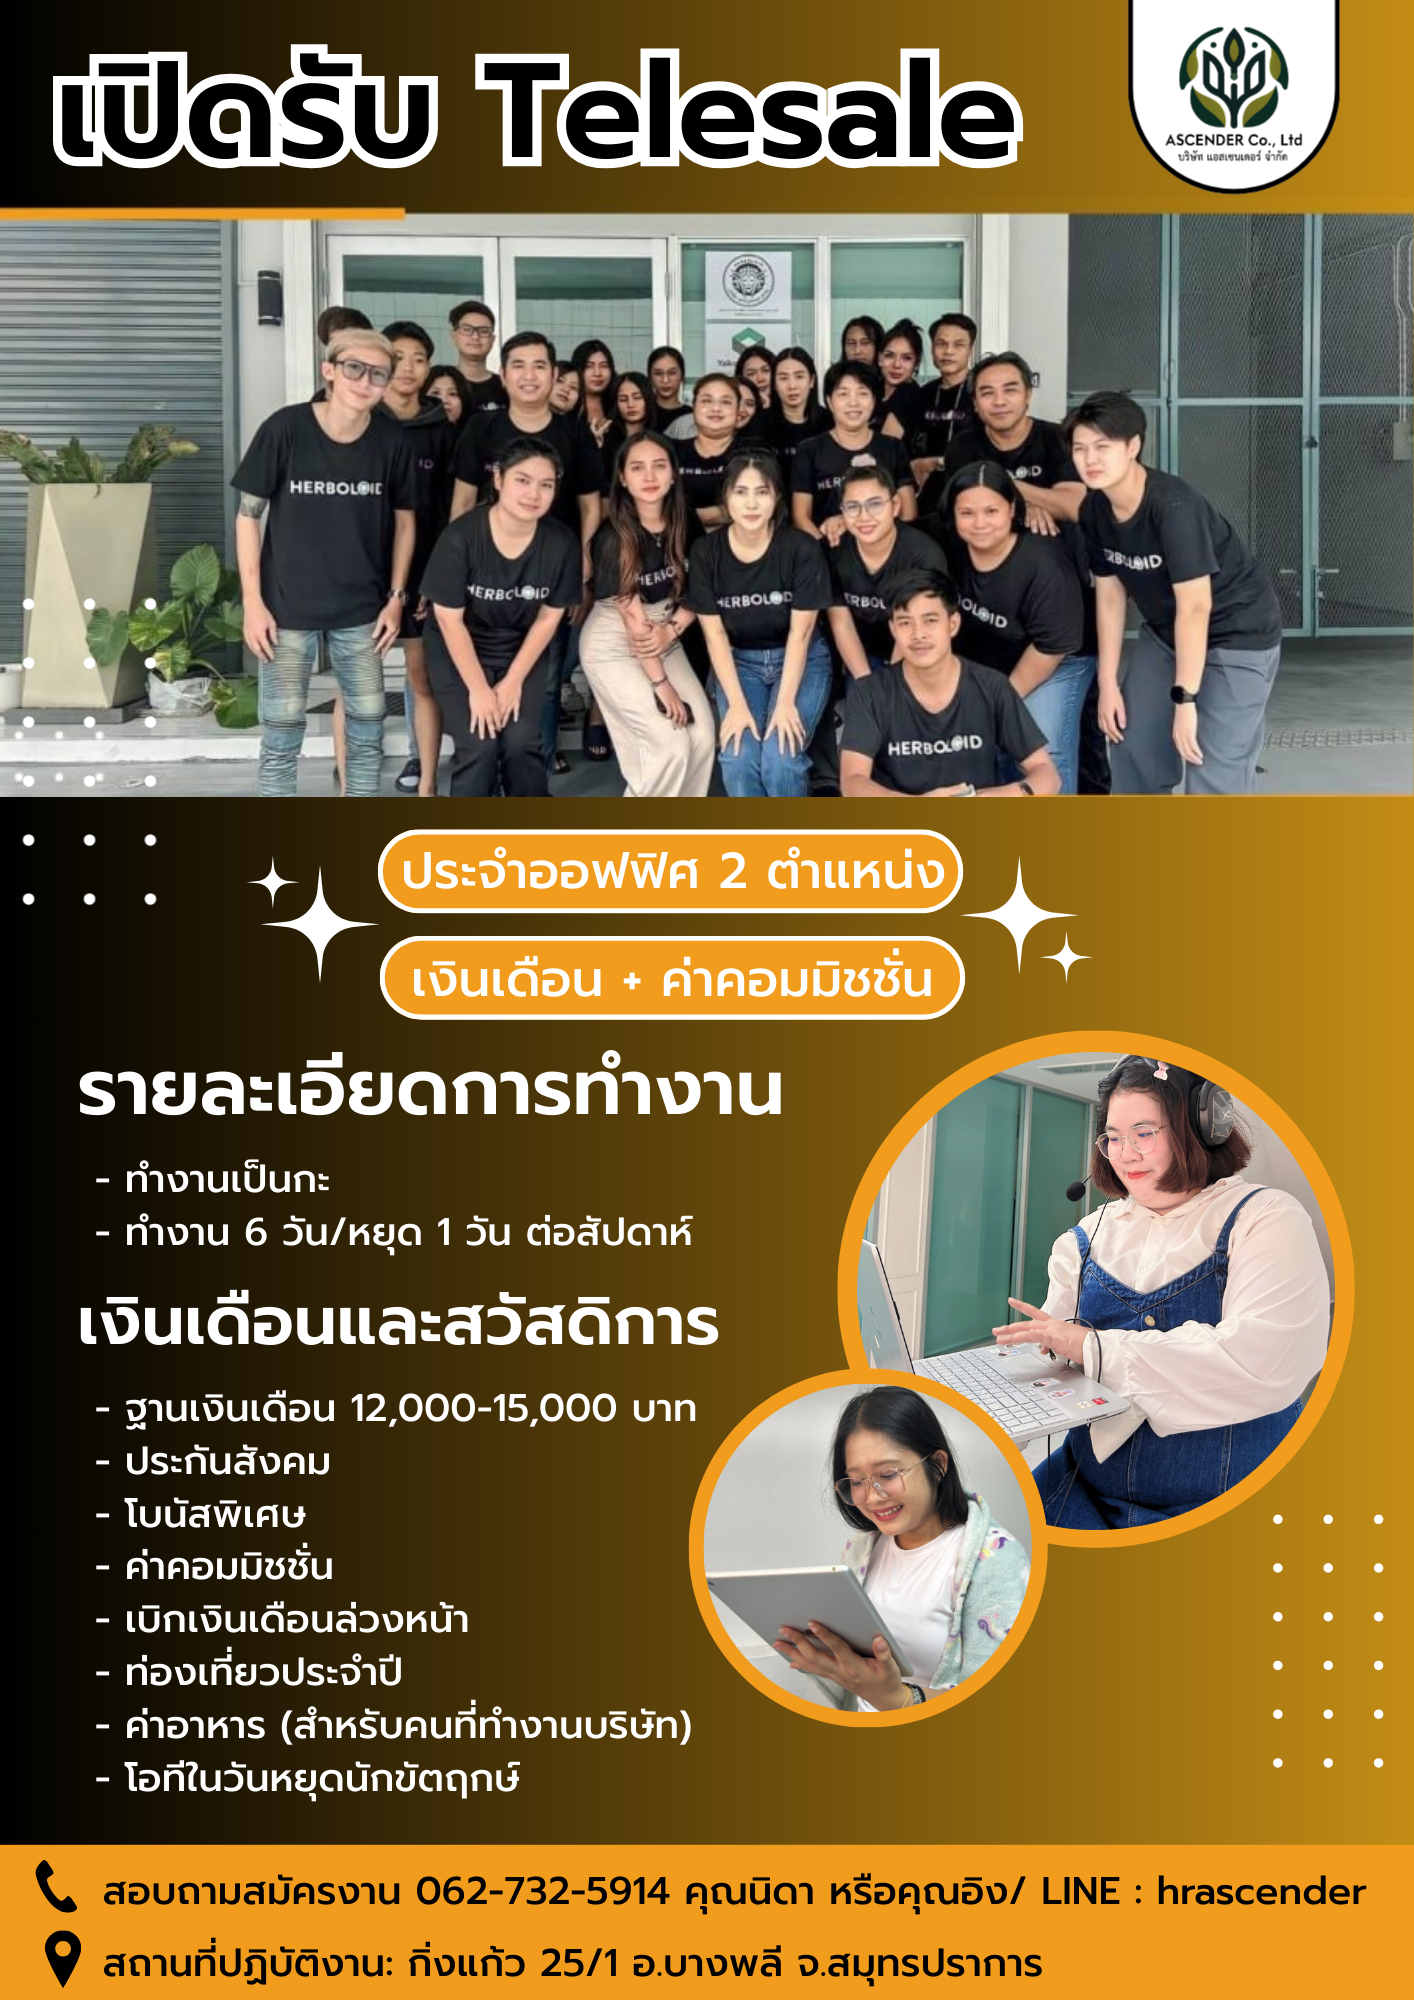 เปิดรับ Telesale
ASCENDER Co., Ltd
บริษัท แอสเซนเดอร์ จำกัด
HERBOLOID
HERBOLOID
HERBOLOID
HERBOLOID
ประจำออฟฟิศ 2 ตำแหน่ง
เงินเดือน + ค่าคอมมิชชั่น
รายละเอียดการทำงาน
- ทำงานเป็นกะ
- ทำงาน 6 วัน/หยุด 1 วัน ต่อสัปดาห์
เงินเดือนและสวัสดิการ
- ฐานเงินเดือน 12,000-15,000 บาท
- ประกันสังคม
- โบนัสพิเศษ
- ค่าคอมมิชชั่น
- เบิกเงินเดือนล่วงหน้า
- ท่องเที่ยวประจำปี
- ค่าอาหาร (สำหรับคนที่ทำงานบริษัท)
- โอทีในวันหยุดนักขัตฤกษ์
สอบถามสมัครงาน 062-732-5914 คุณนิดา หรือคุณอิง/ LINE : hrascender
สถานที่ปฏิบัติงาน: กิ่งแก้ว 25/1 อ.บางพลี จ.สมุทรปราการ